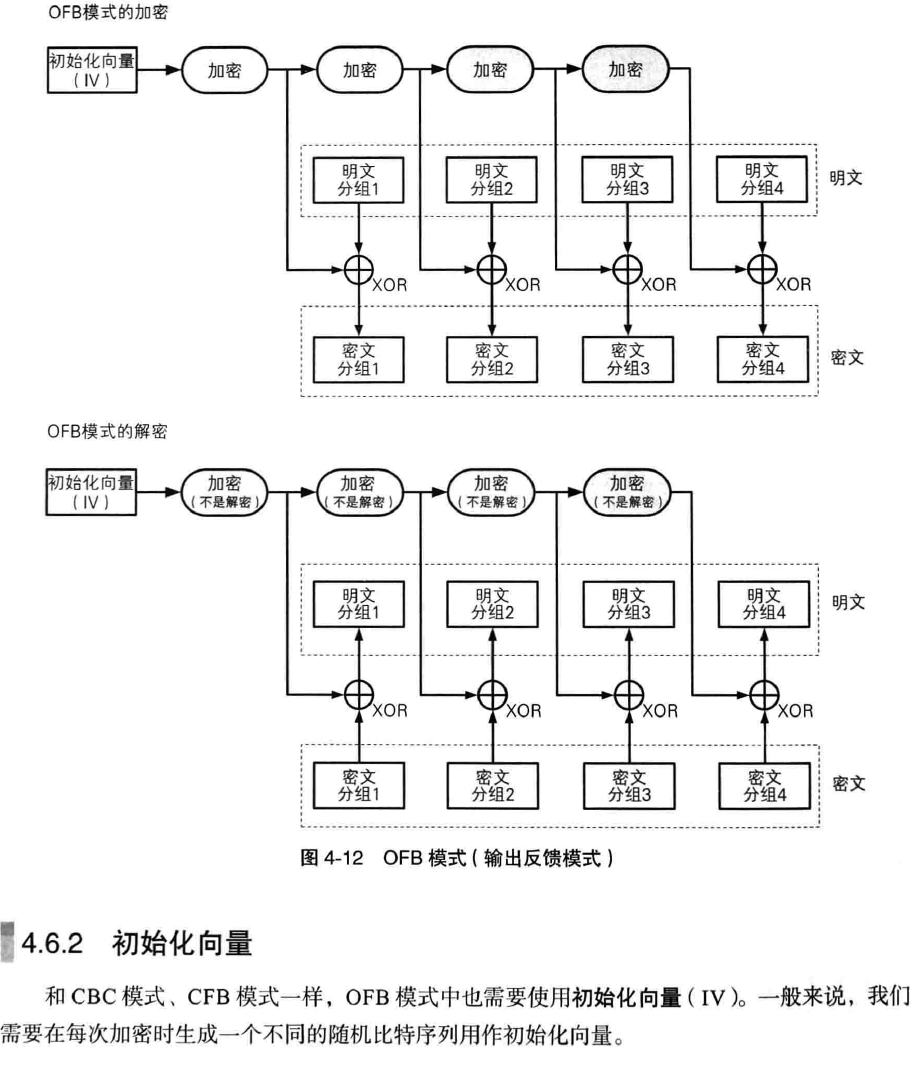 OFB模式的加密
初始化向量
（IV）
加密
加密
加密
加密
明文
分组1
明文
分组2
明文
分组3
明文
分组4
明文
XOR
XOR
XOR
XOR
密文
分组1
密文
分组2
密文
分组3
密文
分组4
密文
OFB模式的解密
初始化向量
（IV）
加密
（不是解密）
加密
（不是解密）
加密
（不是解密）
加密
（不是解密）
明文
分组1
明文
分组2
明文
分组3
明文
分组4
明文
XOR
XOR
XOR
XOR
密文
分组1
密文
分组2
密文
分组3
密文
分组4
密文
图 4-12 OFB 模式（输出反馈模式）
4.6.2 初始化向量
和 CBC 模式、CFB 模式一样，OFB 模式中也需要使用初始化向量（IV）。一般来说，我们
需要在每次加密时生成一个不同的随机比特序列用作初始化向量。